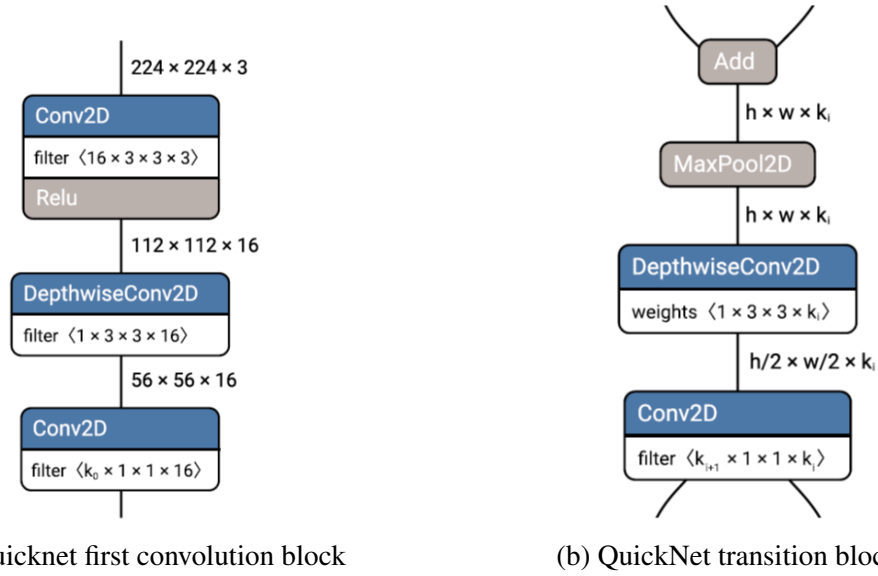 224 × 224 × 3
Conv2D
filter ⟨16 × 3 × 3 × 3⟩
Relu
112 × 112 × 16
DepthwiseConv2D
filter ⟨1 × 3 × 3 × 16⟩
56 × 56 × 16
Conv2D
filter ⟨k₀ × 1 × 1 × 16⟩
uicknet first convolution block
Add
h × w × kᵢ
MaxPool2D
h × w × kᵢ
DepthwiseConv2D
weights ⟨1 × 3 × 3 × kᵢ⟩
h/2 × w/2 × kᵢ
Conv2D
filter ⟨kᵢ₊₁ × 1 × 1 × kᵢ⟩
(b) QuickNet transition bloc